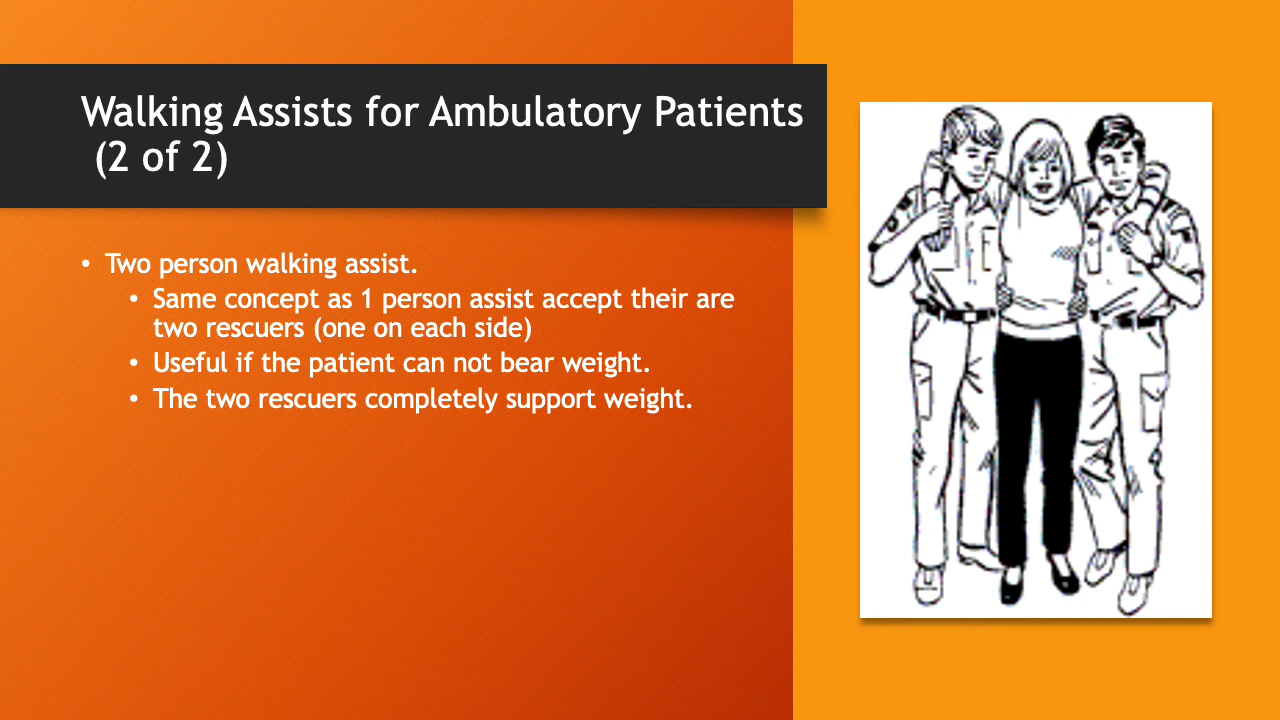 Walking Assists for Ambulatory Patients
(2 of 2)
• Two person walking assist.
• Same concept as 1 person assist accept their are
two rescuers (one on each side)
• Useful if the patient can not bear weight.
• The two rescuers completely support weight.